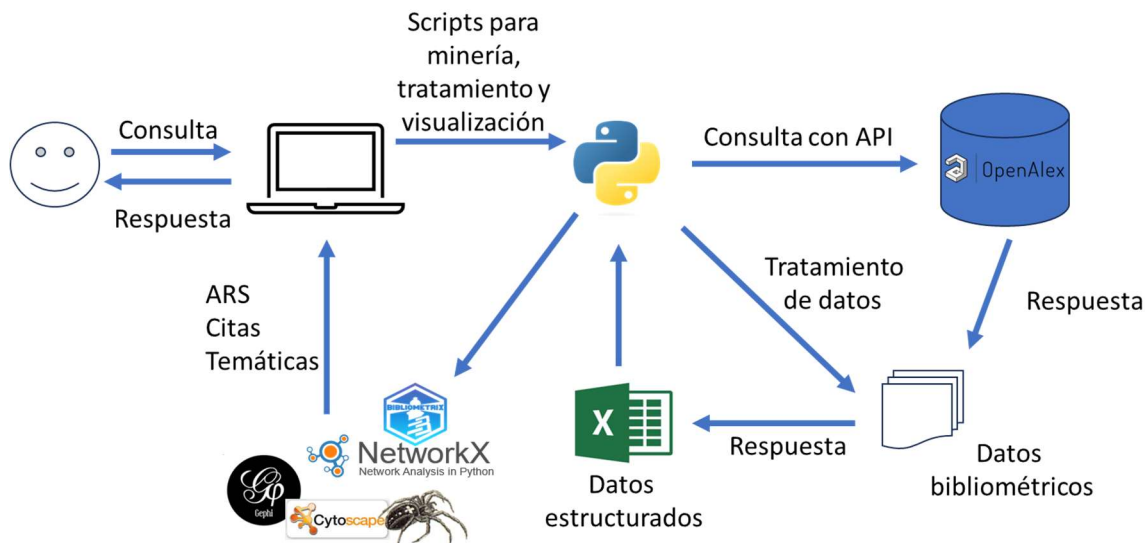 Scripts para
minería,
tratamiento y
visualización
Consulta
Respuesta
Consulta con API
OpenAlex
Tratamiento
de datos
Respuesta
ARS
Citas
Temáticas
BIBLIOMETRIX
NetworkX
Network Analysis in Python
Gφ
Gephi
Cytoscape
X
Respuesta
Datos
estructurados
Datos
bibliométricos